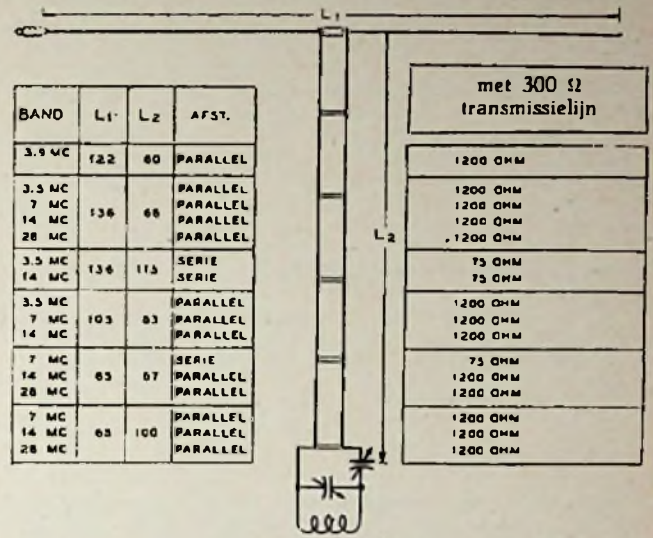 L1
BAND L1 L2 AFST.
3.9 MC 122 60 PARALLEL
3.5 MC PARALLEL
7 MC 136 66 PARALLEL
14 MC PARALLEL
28 MC PARALLEL
3.5 MC 136 115 SERIE
14 MC SERIE
3.5 MC PARALLEL
7 MC 103 83 PARALLEL
14 MC PARALLEL
7 MC SERIE
14 MC 65 67 PARALLEL
28 MC PARALLEL
7 MC PARALLEL
14 MC 65 100 PARALLEL
28 MC PARALLEL
L2
met 300 Ω
transmissielijn
1200 OHM
1200 OHM
1200 OHM
1200 OHM
1200 OHM
75 OHM
75 OHM
1200 OHM
1200 OHM
1200 OHM
75 OHM
1200 OHM
1200 OHM
1200 OHM
1200 OHM
1200 OHM